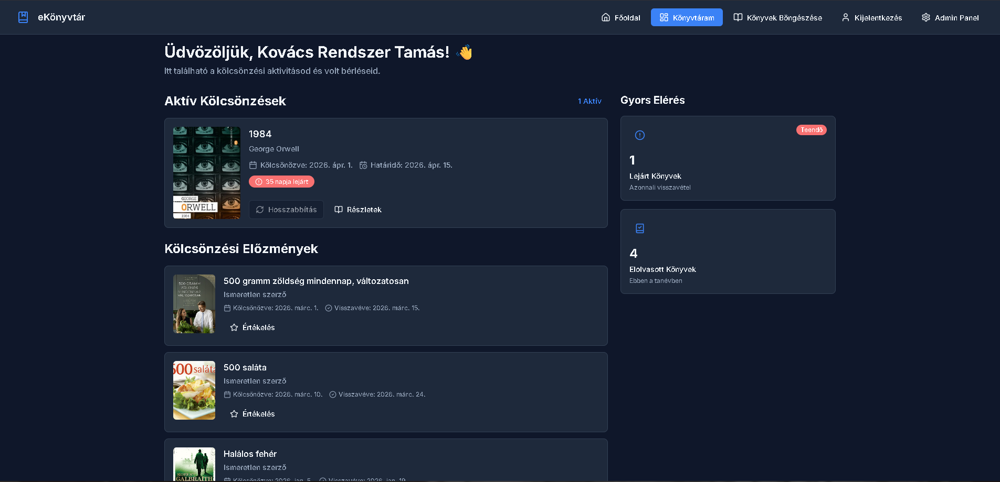 eKönyvtár
Főoldal
Könyvtáram
Könyvek Böngészése
Kijelentkezés
Admin Panel
Üdvözöljük, Kovács Rendszer Tamás! 👋
Itt található a kölcsönzési aktivitásod és volt bérléseid.
Aktív Kölcsönzések
1 Aktív
1984
George Orwell
Kölcsönözve: 2026. ápr. 1.
Határidő: 2026. ápr. 15.
35 napja lejárt
Hosszabbítás
Részletek
GEORGE
ORWELL
1984
Gyors Elérés
Teendő
1
Lejárt Könyvek
Azonnali visszavétel
4
Elolvasott Könyvek
Ebben a tanévben
Kölcsönzési Előzmények
500 GRAMM
ZÖLDSÉG
MINDENNAP,
VÁLTOZATOSAN
500 gramm zöldség mindennap, változatosan
Ismeretlen szerző
Kölcsönözve: 2026. márc. 1.
Visszavéve: 2026. márc. 15.
Értékelés
500 saláta
500 saláta
Ismeretlen szerző
Kölcsönözve: 2026. márc. 10.
Visszavéve: 2026. márc. 24.
Értékelés
ROBERT
GALBRAITH
Halálos fehér
Ismeretlen szerző
Kölcsönözve: 2026. jan. 5.
Visszavéve: 2026. jan. 19.